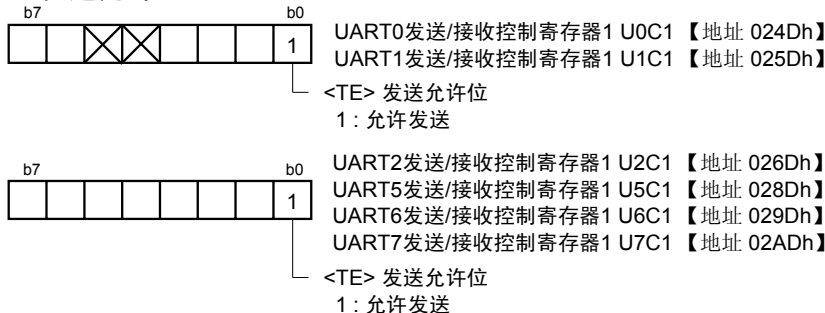 b7 b0
1
UART0发送/接收控制寄存器1 U0C1 【地址 024Dh】
UART1发送/接收控制寄存器1 U1C1 【地址 025Dh】
<TE> 发送允许位
1 : 允许发送
b7 b0
1
UART2发送/接收控制寄存器1 U2C1 【地址 026Dh】
UART5发送/接收控制寄存器1 U5C1 【地址 028Dh】
UART6发送/接收控制寄存器1 U6C1 【地址 029Dh】
UART7发送/接收控制寄存器1 U7C1 【地址 02ADh】
<TE> 发送允许位
1 : 允许发送